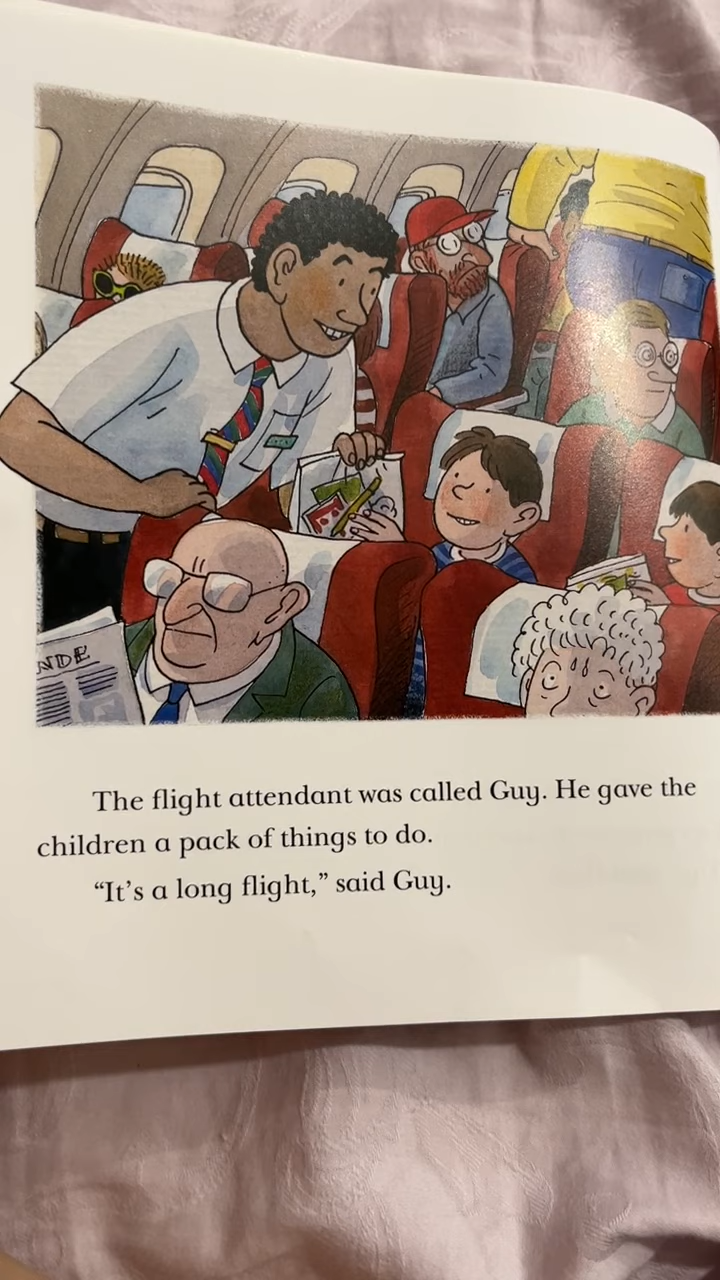 NDE
The flight attendant was called Guy. He gave the
children a pack of things to do.
“It’s a long flight,” said Guy.